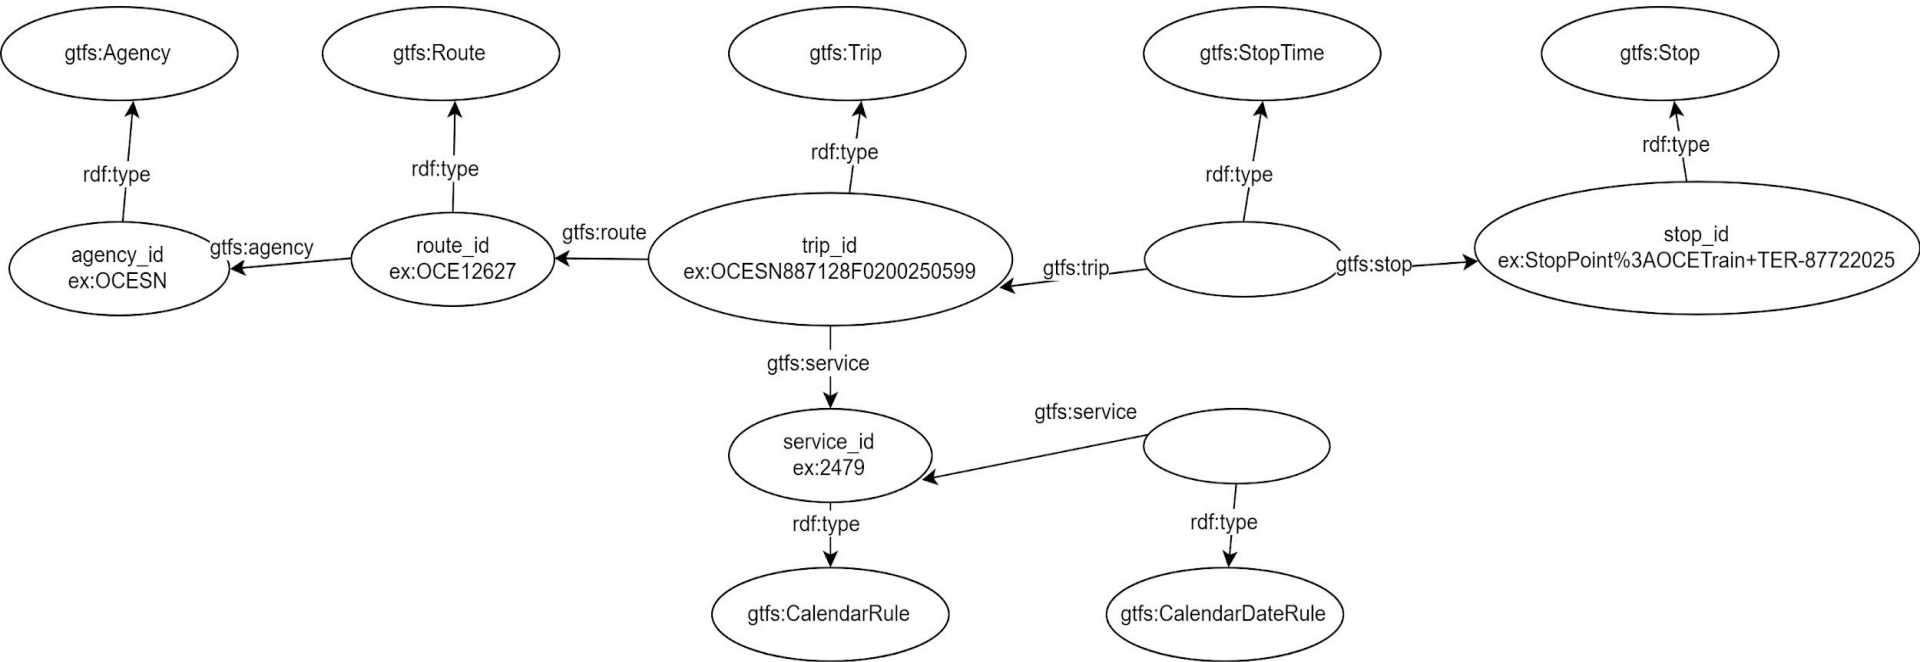 gtfs:Agency
gtfs:Route
gtfs:Trip
gtfs:StopTime
gtfs:Stop
rdf:type
rdf:type
rdf:type
rdf:type
rdf:type
agency_id
ex:OCESN
gtfs:agency
route_id
ex:OCE12627
gtfs:route
trip_id
ex:OCESN887128F0200250599
gtfs:trip
gtfs:stop
stop_id
ex:StopPoint%3AOCETrain+TER-87722025
gtfs:service
service_id
ex:2479
gtfs:service
rdf:type
rdf:type
gtfs:CalendarRule
gtfs:CalendarDateRule